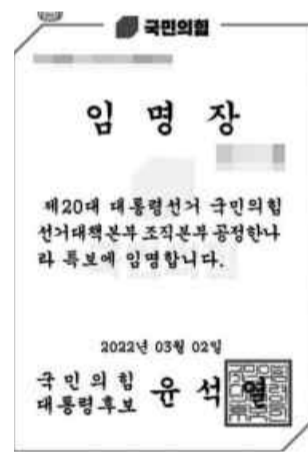 국민의힘
임 명 장
제20대 대통령선거 국민의힘
선거대책본부 조직본부 공정한나
라 특보에 임명합니다.
2022년 03월 02일
국 민 의 힘
대통령후보 윤 석 열